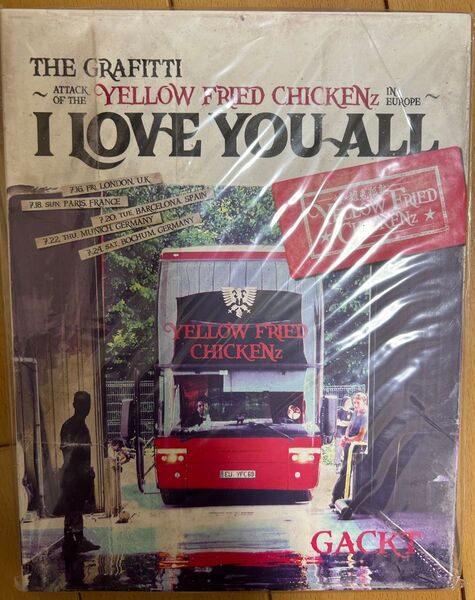 THE GRAFITTI
~ ATTACK OF THE YELLOW FRIED CHICKENz IN EUROPE ~
I LOVE YOU ALL
7.16. FRI. LONDON, U.K
7.18. SUN. PARIS, FRANCE
7.20. TUE. BARCELONA, SPAIN
7.22. THU. MUNICH GERMANY
7.24. SAT. BOCHUM, GERMANY
YELLOW FRIED
CHICKENz
YELLOW FRIED
CHICKENz
EU YFC69
GACKT